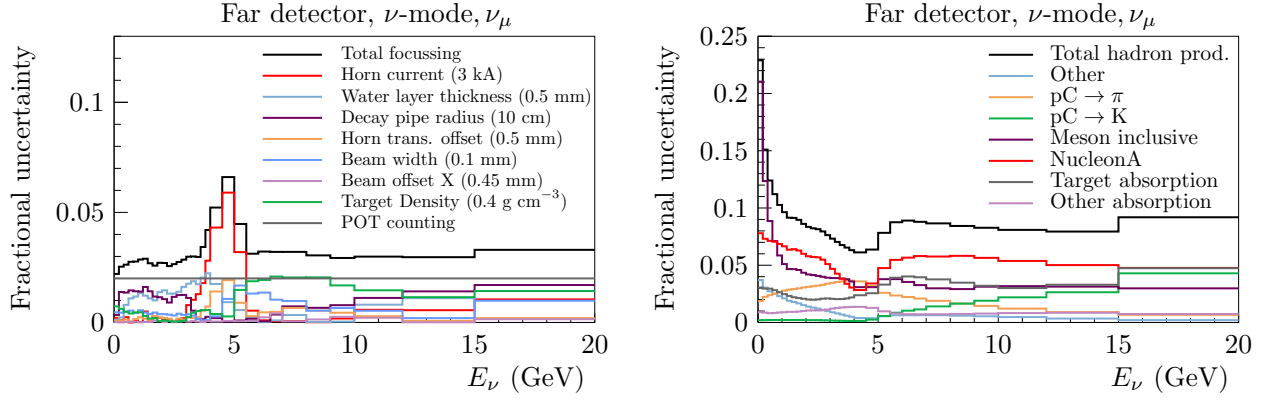 Far detector, ν-mode, ν_μ
Fractional uncertainty
0.1
0.05
0
Total focussing
Horn current (3 kA)
Water layer thickness (0.5 mm)
Decay pipe radius (10 cm)
Horn trans. offset (0.5 mm)
Beam width (0.1 mm)
Beam offset X (0.45 mm)
Target Density (0.4 g cm⁻³)
POT counting
0 5 10 15 20
E_ν (GeV)
Far detector, ν-mode, ν_μ
Fractional uncertainty
0.25
0.2
0.15
0.1
0.05
0
Total hadron prod.
Other
pC → π
pC → K
Meson inclusive
NucleonA
Target absorption
Other absorption
0 5 10 15 20
E_ν (GeV)